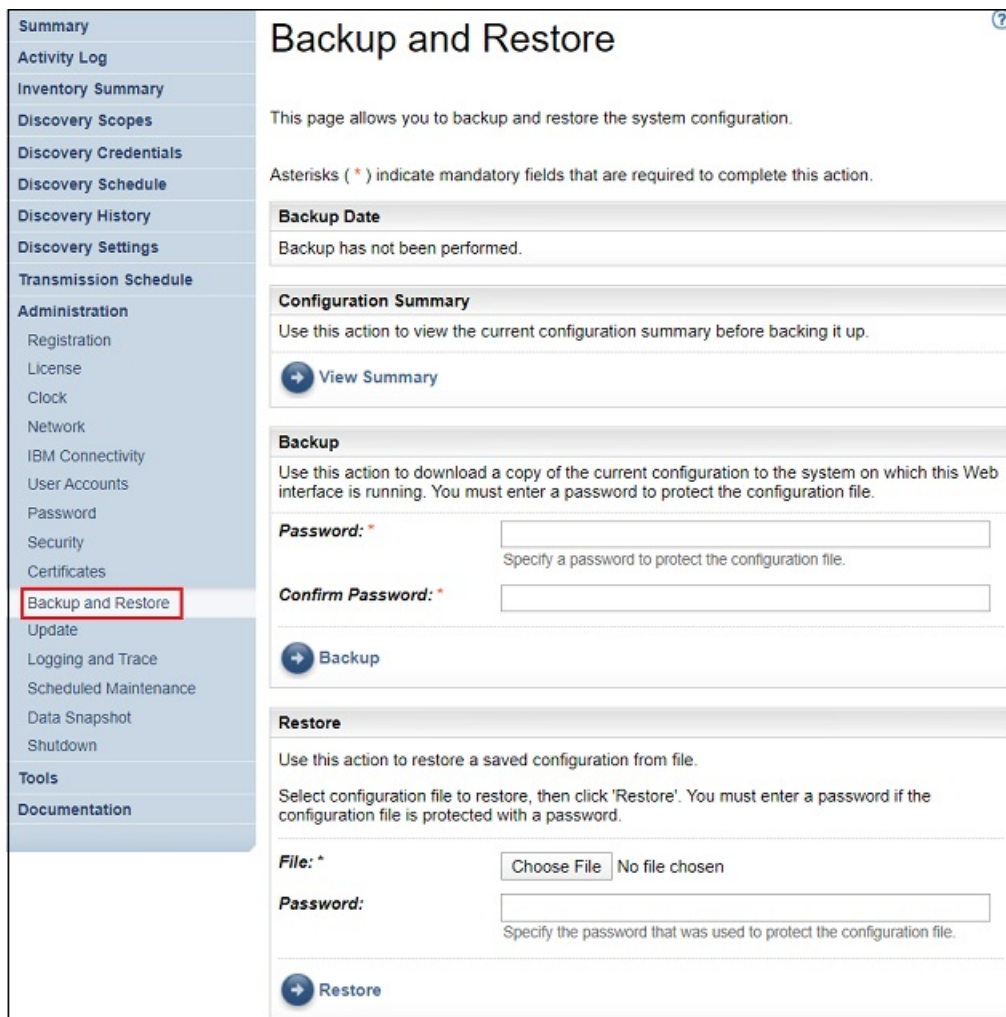 Summary
Activity Log
Inventory Summary
Discovery Scopes
Discovery Credentials
Discovery Schedule
Discovery History
Discovery Settings
Transmission Schedule
Administration
Registration
License
Clock
Network
IBM Connectivity
User Accounts
Password
Security
Certificates
Backup and Restore
Update
Logging and Trace
Scheduled Maintenance
Data Snapshot
Shutdown
Tools
Documentation
?
Backup and Restore
This page allows you to backup and restore the system configuration.
Asterisks ( * ) indicate mandatory fields that are required to complete this action.
Backup Date
Backup has not been performed.
Configuration Summary
Use this action to view the current configuration summary before backing it up.
View Summary
Backup
Use this action to download a copy of the current configuration to the system on which this Web
interface is running. You must enter a password to protect the configuration file.
Password: *
Specify a password to protect the configuration file.
Confirm Password: *
Backup
Restore
Use this action to restore a saved configuration from file.
Select configuration file to restore, then click 'Restore'. You must enter a password if the
configuration file is protected with a password.
File: *
Choose File No file chosen
Password:
Specify the password that was used to protect the configuration file.
Restore